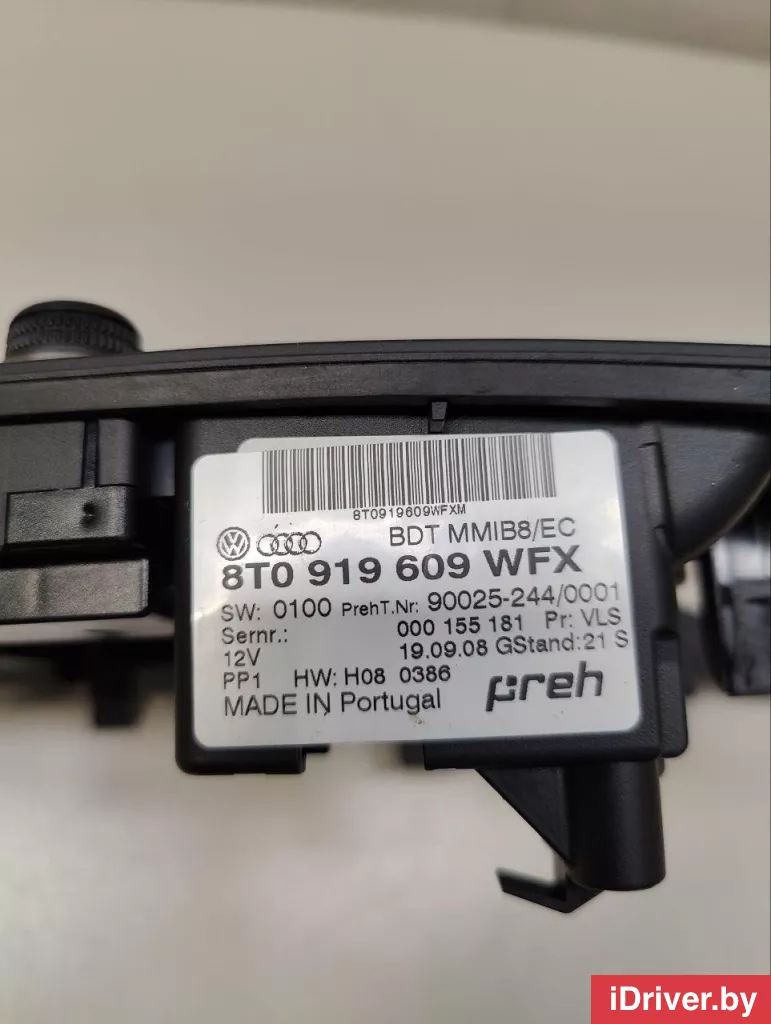 8T0919609WFXM
BDT MMIB8/EC
8T0 919 609 WFX
SW: 0100 PrehT.Nr: 90025-244/0001
Sernr.: 000 155 181 Pr: VLS
12V 19.09.08 GStand:21 S
PP1 HW: H08 0386
MADE IN Portugal preh
iDriver.by